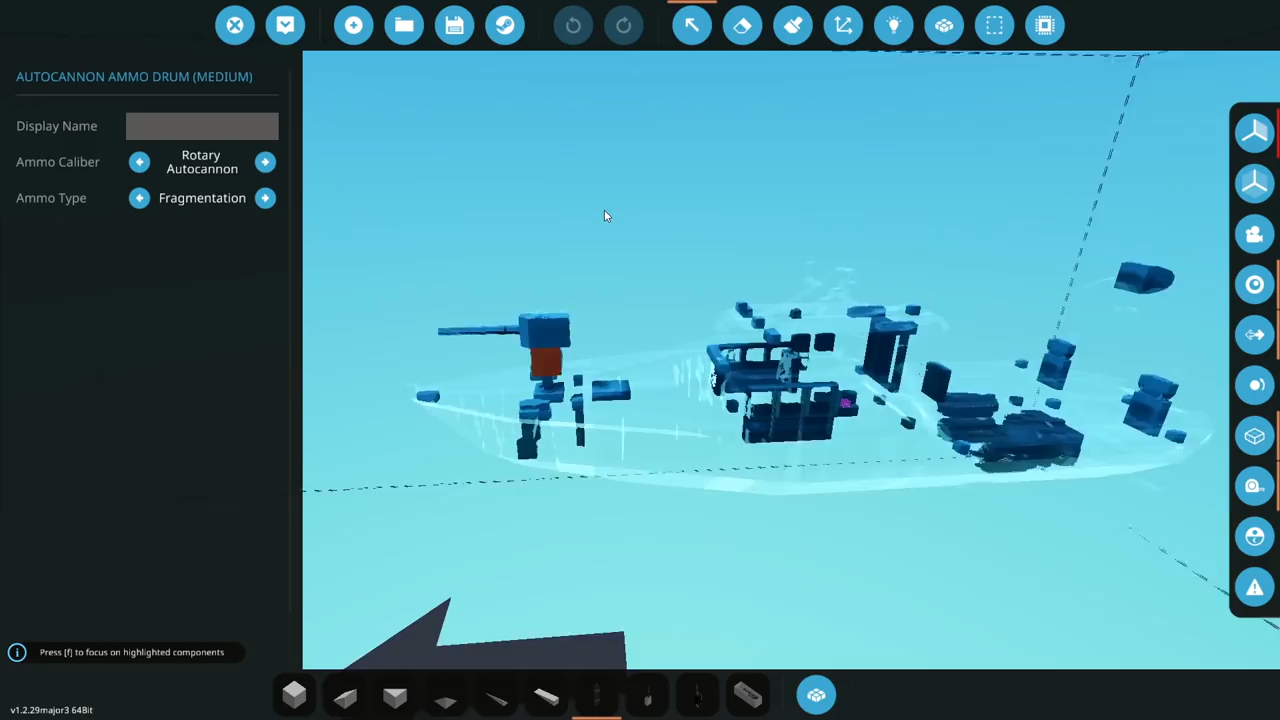 AUTOCANNON AMMO DRUM (MEDIUM)
Display Name
Ammo Caliber
Rotary
Autocannon
Ammo Type
Fragmentation
Press [f] to focus on highlighted components
v1.2.29major3 64Bit